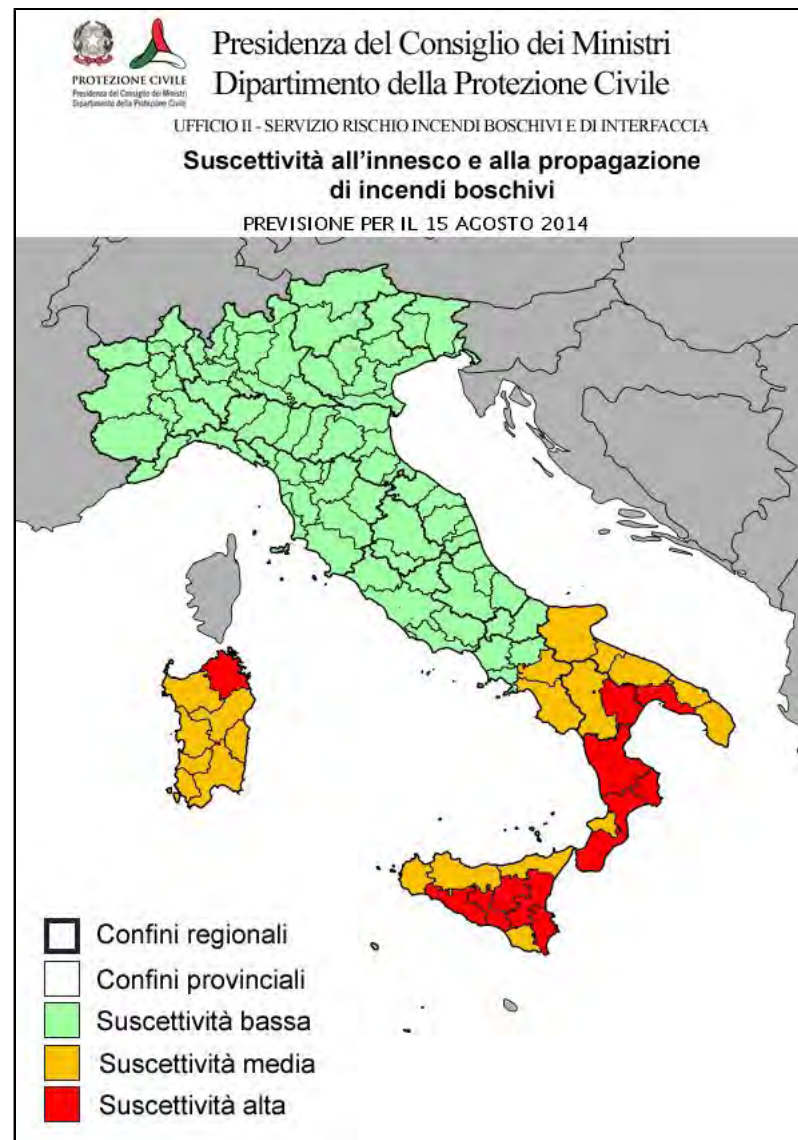 Presidenza del Consiglio dei Ministri
Dipartimento della Protezione Civile
PROTEZIONE CIVILE
Presidenza del Consiglio dei Ministri
Dipartimento della Protezione Civile
UFFICIO II - SERVIZIO RISCHIO INCENDI BOSCHIVI E DI INTERFACCIA
Suscettività all'innesco e alla propagazione
di incendi boschivi
PREVISIONE PER IL 15 AGOSTO 2014
Confini regionali
Confini provinciali
Suscettività bassa
Suscettività media
Suscettività alta